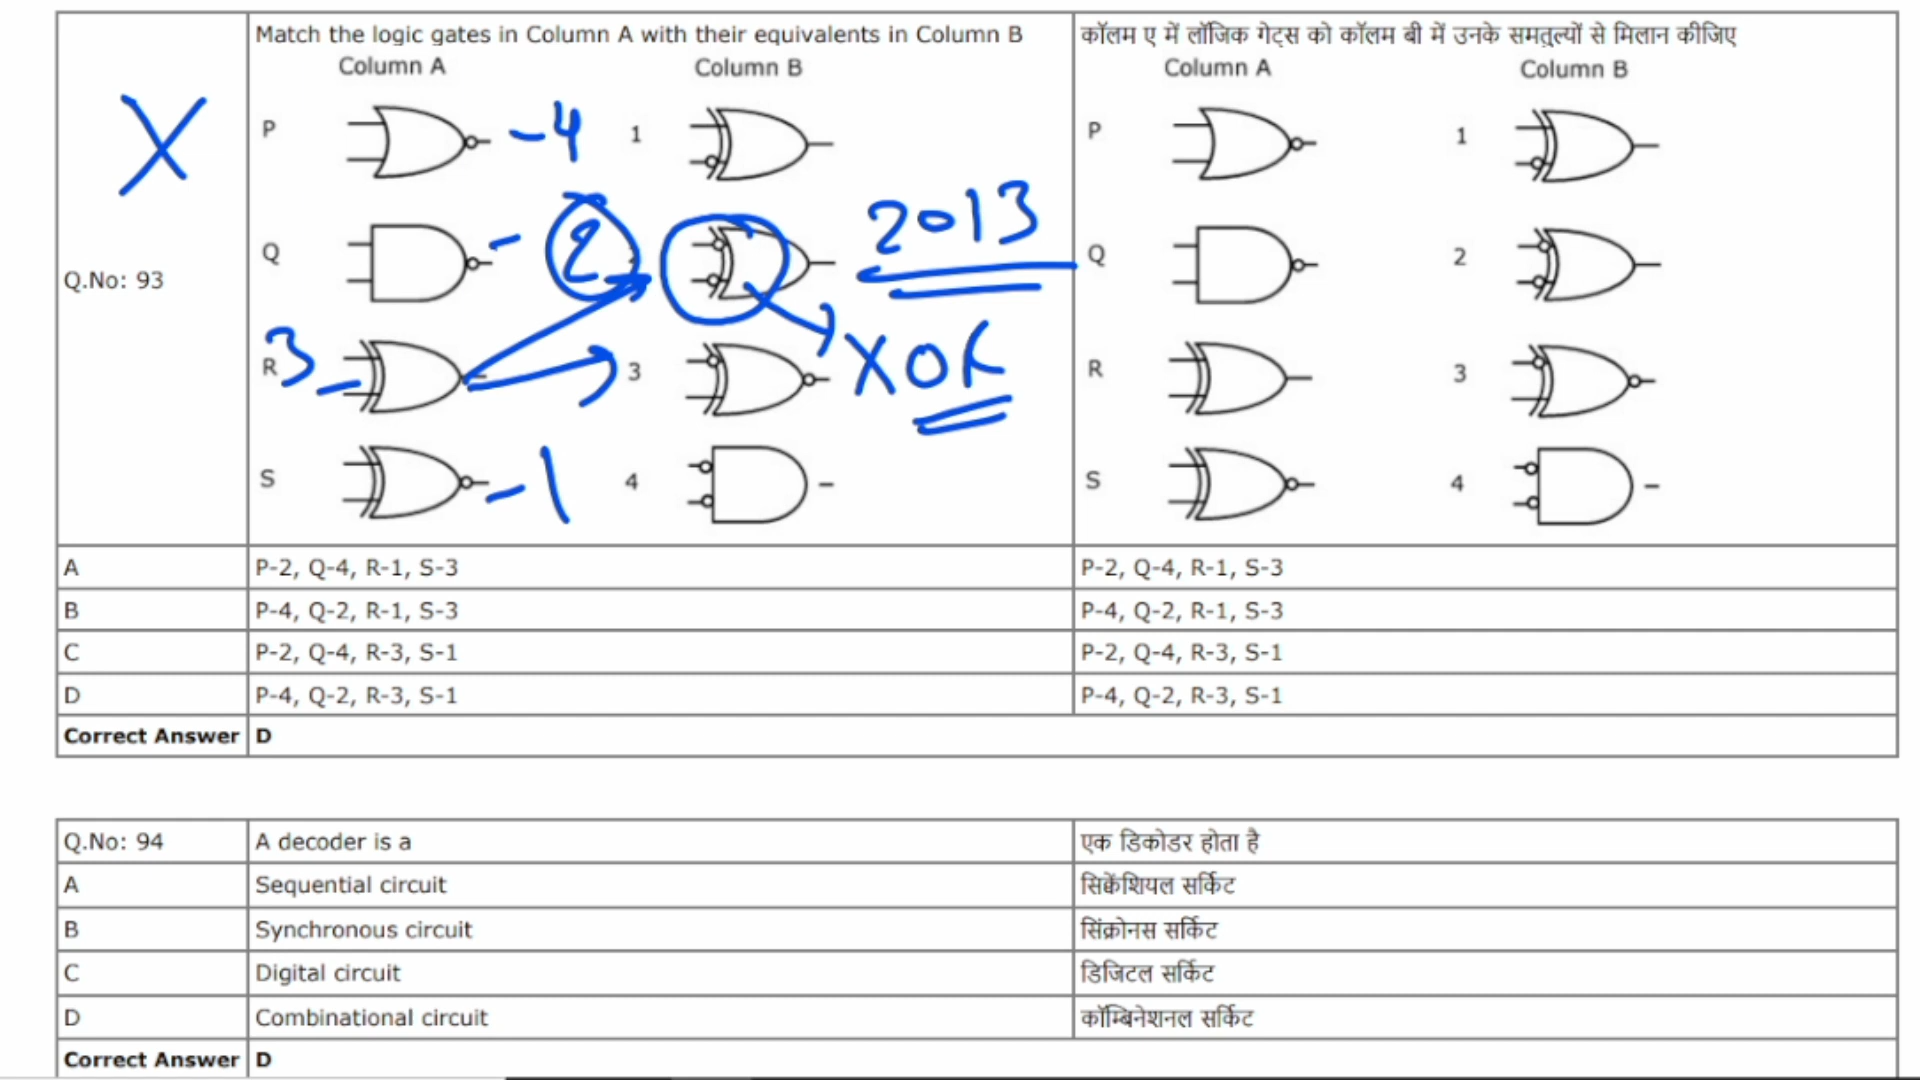 Match the logic gates in Column A with their equivalents in Column B
Column A Column B
P -4 1
Q - 2 2013
R 3 - 3 XOR
S -1 4
Q.No: 93
X
कॉलम ए में लॉजिक गेट्स को कॉलम बी में उनके समतुल्यों से मिलान कीजिए
Column A Column B
P 1
Q 2
R 3
S 4
A P-2, Q-4, R-1, S-3 P-2, Q-4, R-1, S-3
B P-4, Q-2, R-1, S-3 P-4, Q-2, R-1, S-3
C P-2, Q-4, R-3, S-1 P-2, Q-4, R-3, S-1
D P-4, Q-2, R-3, S-1 P-4, Q-2, R-3, S-1
Correct Answer D
Q.No: 94 A decoder is a एक डिकोडर होता है
A Sequential circuit सिक्वेंशियल सर्किट
B Synchronous circuit सिंक्रोनस सर्किट
C Digital circuit डिजिटल सर्किट
D Combinational circuit कॉम्बिनेशनल सर्किट
Correct Answer D